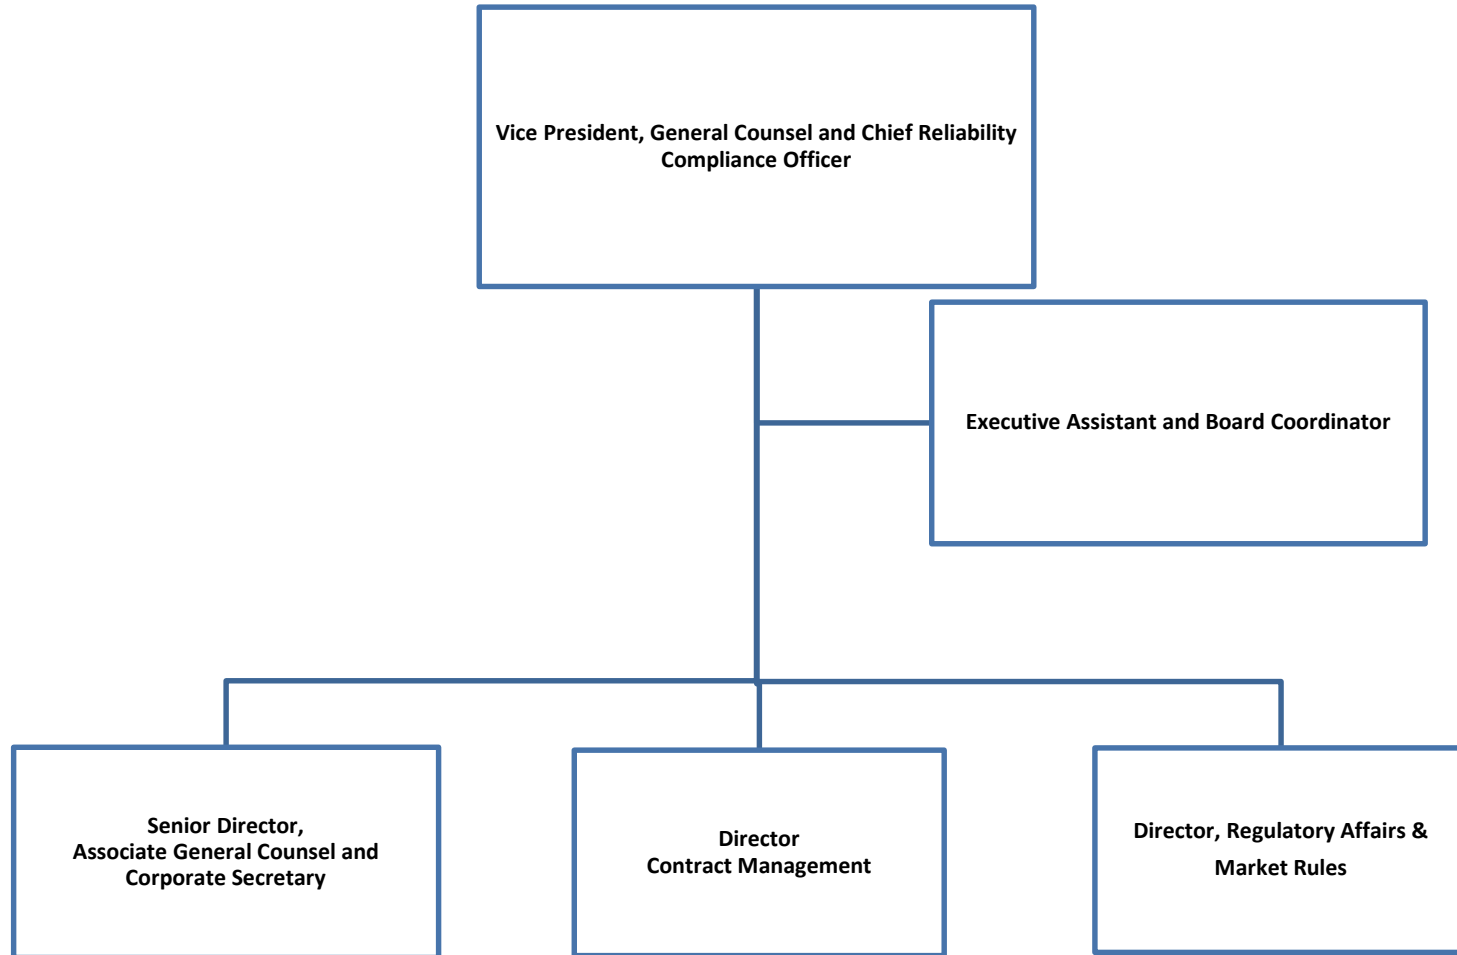 Vice President, General Counsel and Chief Reliability
Compliance Officer
Executive Assistant and Board Coordinator
Senior Director,
Associate General Counsel and
Corporate Secretary
Director
Contract Management
Director, Regulatory Affairs &
Market Rules